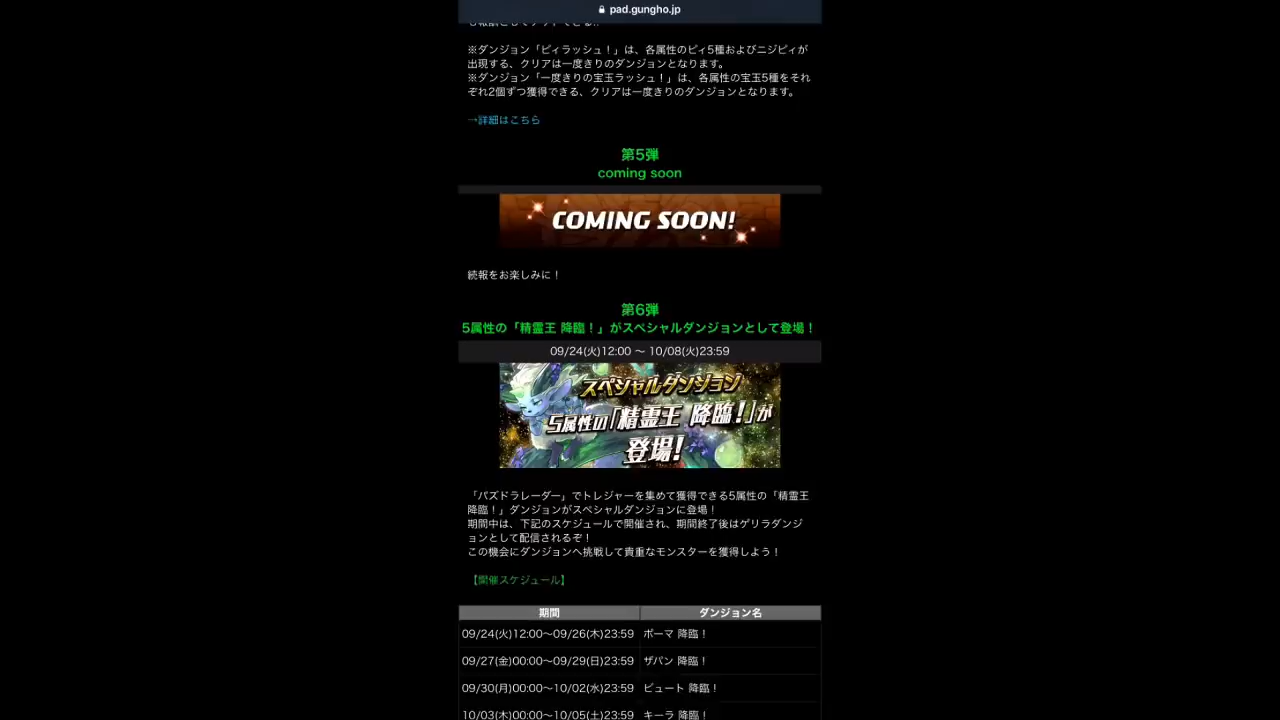 pad.gungho.jp
※ダンジョン「ピィラッシュ！」は、各属性のピィ5種およびニジピィが
出現する、クリアは一度きりのダンジョンとなります。
※ダンジョン「一度きりの宝玉ラッシュ！」は、各属性の宝玉5種をそれ
ぞれ2個ずつ獲得できる、クリアは一度きりのダンジョンとなります。
→詳細はこちら
第5弾
coming soon
COMING SOON!
続報をお楽しみに！
第6弾
5属性の「精霊王 降臨！」がスペシャルダンジョンとして登場！
09/24(火)12:00 〜 10/08(火)23:59
スペシャルダンジョン
5属性の「精霊王 降臨！」が
登場！
「パズドラレーダー」でトレジャーを集めて獲得できる5属性の「精霊王
降臨！」ダンジョンがスペシャルダンジョンに登場！
期間中は、下記のスケジュールで開催され、期間終了後はゲリラダンジ
ョンとして配信されるぞ！
この機会にダンジョンへ挑戦して貴重なモンスターを獲得しよう！
【開催スケジュール】
期間 ダンジョン名
09/24(火)12:00〜09/26(木)23:59 ポーマ 降臨！
09/27(金)00:00〜09/29(日)23:59 ザパン 降臨！
09/30(月)00:00〜10/02(水)23:59 ビュート 降臨！
10/03(木)00:00〜10/05(土)23:59 キーラ 降臨！